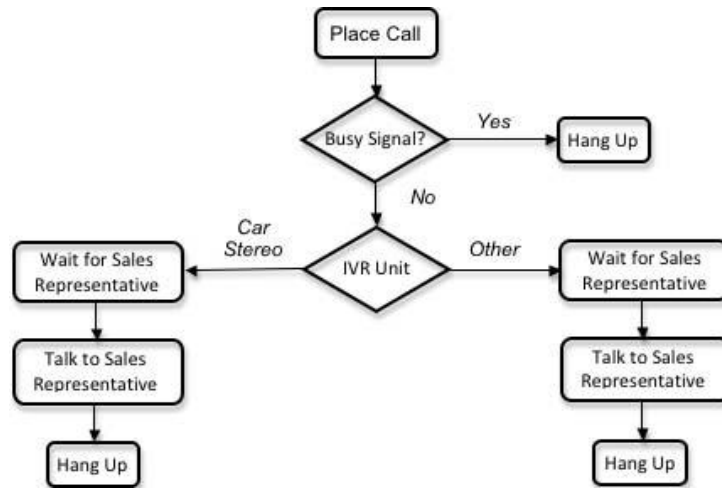 Place Call
Busy Signal?
Yes
Hang Up
No
Car
Stereo
IVR Unit
Other
Wait for Sales
Representative
Wait for Sales
Representative
Talk to Sales
Representative
Talk to Sales
Representative
Hang Up
Hang Up